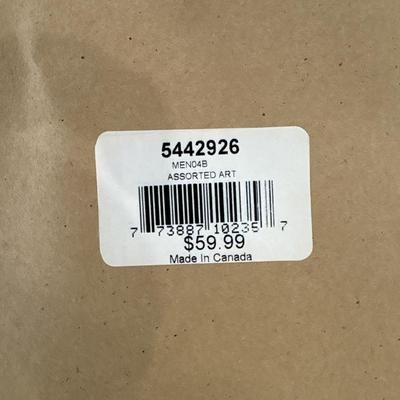 5442926
MEN04B
ASSORTED ART
7 73887 10235 7
$59.99
Made In Canada